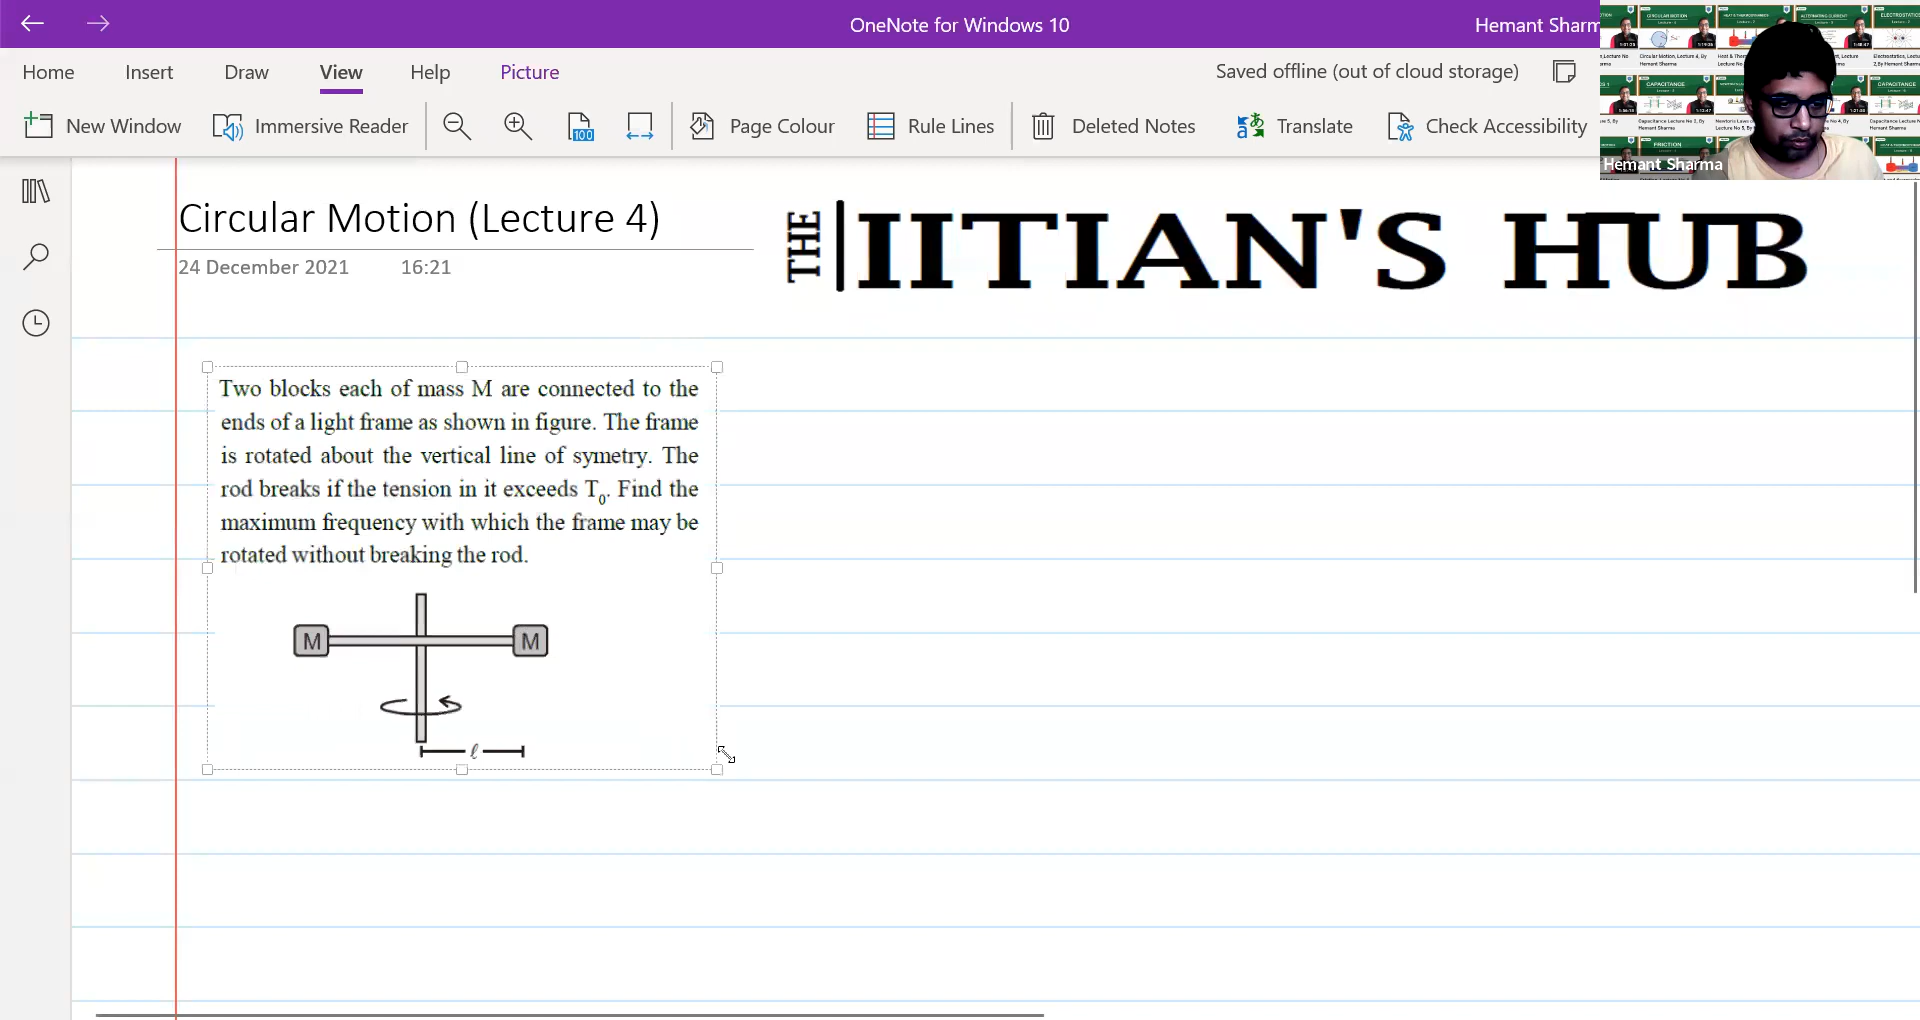 OneNote for Windows 10
Hemant Sharm
Home Insert Draw View Help Picture
Saved offline (out of cloud storage)
New Window Immersive Reader 100 Page Colour Rule Lines Deleted Notes Translate Check Accessibility
Hemant Sharma
Circular Motion (Lecture 4)
24 December 2021 16:21
THE IITIAN'S HUB
Two blocks each of mass M are connected to the
ends of a light frame as shown in figure. The frame
is rotated about the vertical line of symetry. The
rod breaks if the tension in it exceeds T₀. Find the
maximum frequency with which the frame may be
rotated without breaking the rod.
M M
ℓ